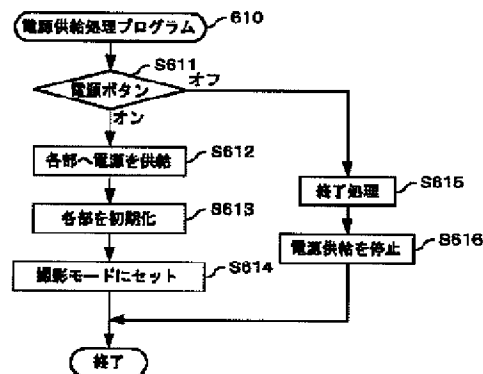 電源供給処理プログラム
610
S611
電源ボタン
オフ
オン
各部へ電源を供給
S612
各部を初期化
S613
撮影モードにセット
S614
終了処理
S615
電源供給を停止
S616
終了